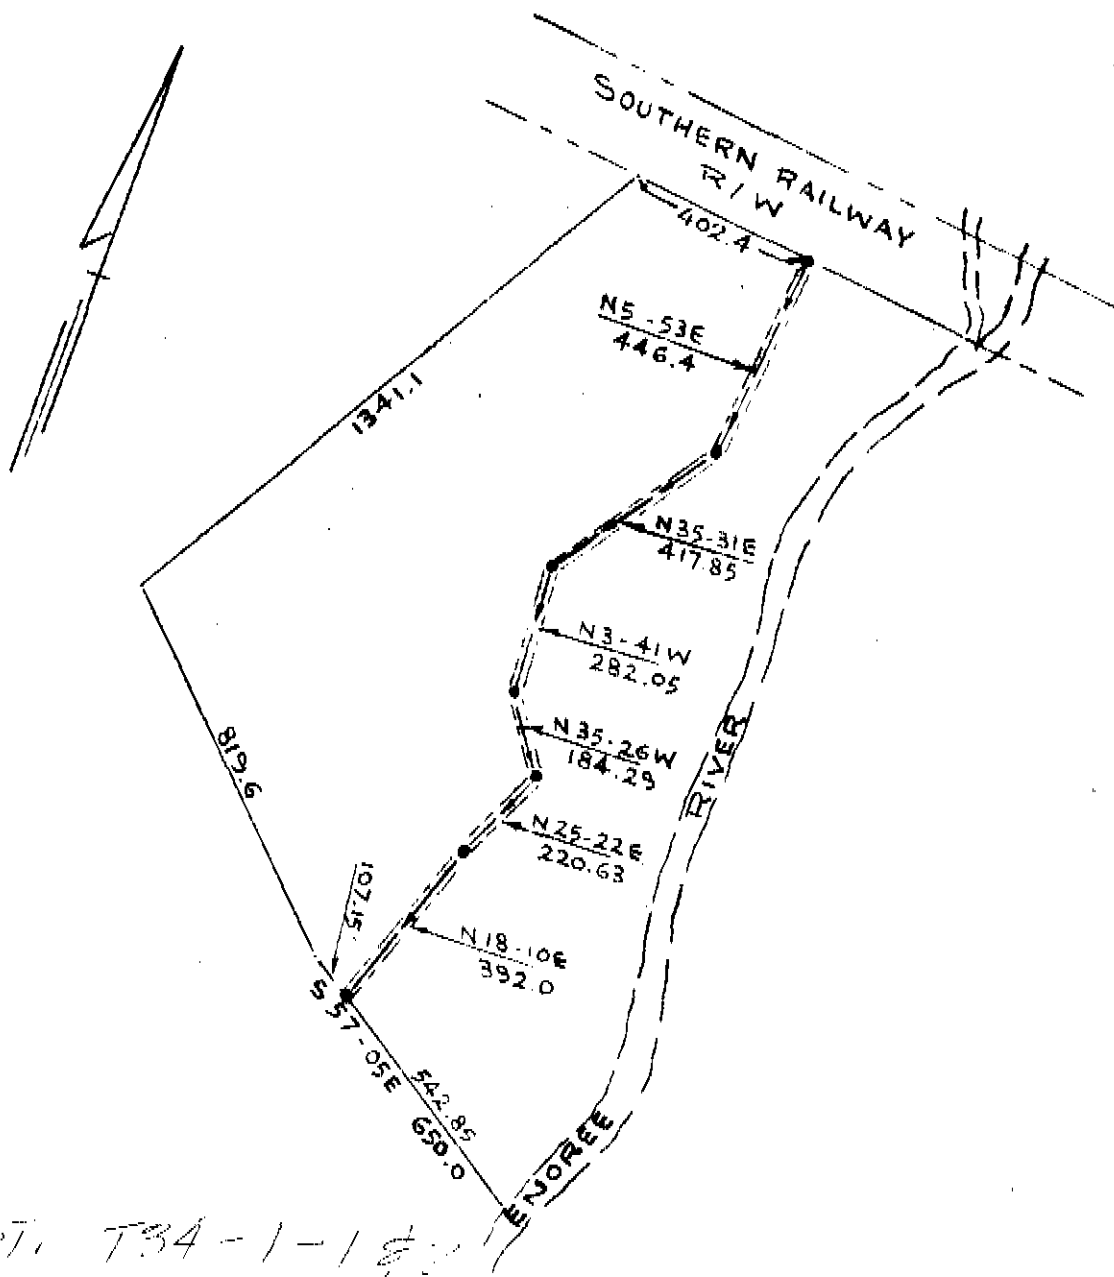 SOUTHERN RAILWAY
R/W
402.4
N5-53E
446.4
1341.1
N35-31E
417.85
N3-41W
282.05
819.6
N35-26W
184.29
RIVER
N25-22E
220.63
107.15
N18-10E
392.0
S57-05E
542.85
650.0
ENOREE
T34-1-1 &